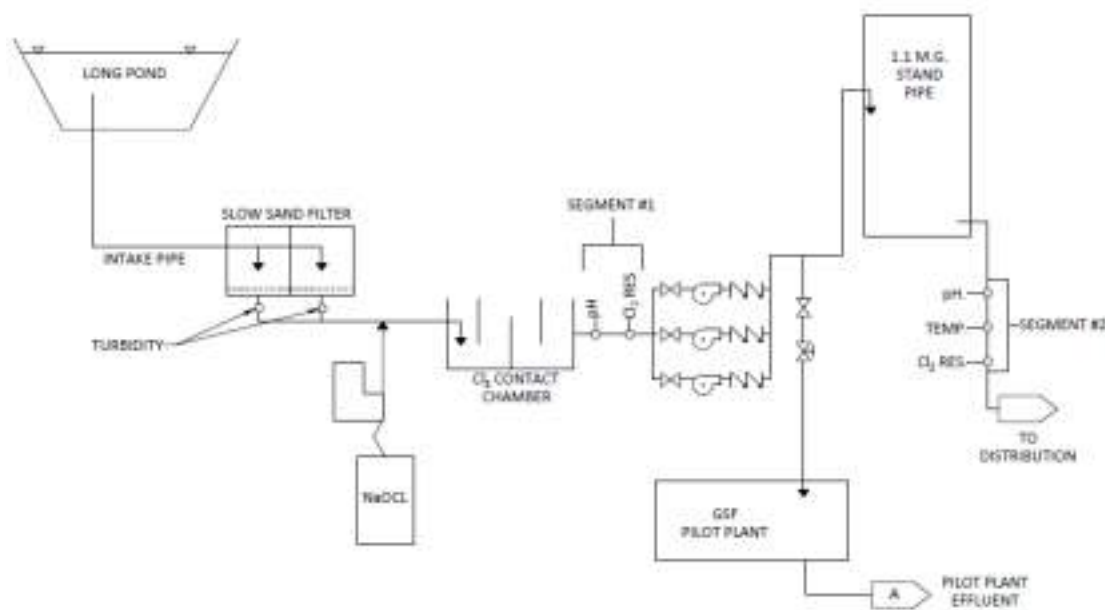 LONG POND
1.1 M.G.
STAND
PIPE
SLOW SAND FILTER
SEGMENT #1
INTAKE PIPE
pH
Cl₂ RES
pH
TURBIDITY
TEMP
SEGMENT #2
Cl₂ RES
Cl₂ CONTACT
CHAMBER
TO
DISTRIBUTION
NaOCL
GSF
PILOT PLANT
A
PILOT PLANT
EFFLUENT